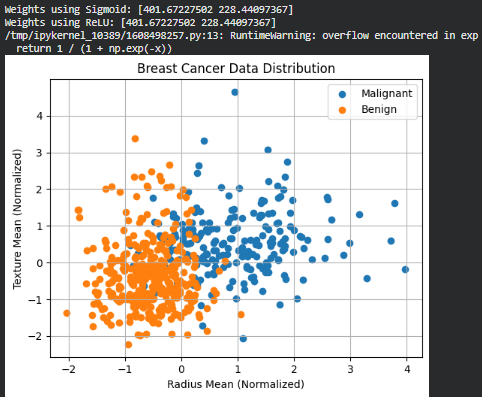 Weights using Sigmoid: [401.67227502 228.44097367]
Weights using ReLU: [401.67227502 228.44097367]
/tmp/ipykernel_10389/1608498257.py:13: RuntimeWarning: overflow encountered in exp
return 1 / (1 + np.exp(-x))
Breast Cancer Data Distribution
Malignant
Benign
4
3
2
1
0
−1
−2
Texture Mean (Normalized)
−2 −1 0 1 2 3 4
Radius Mean (Normalized)